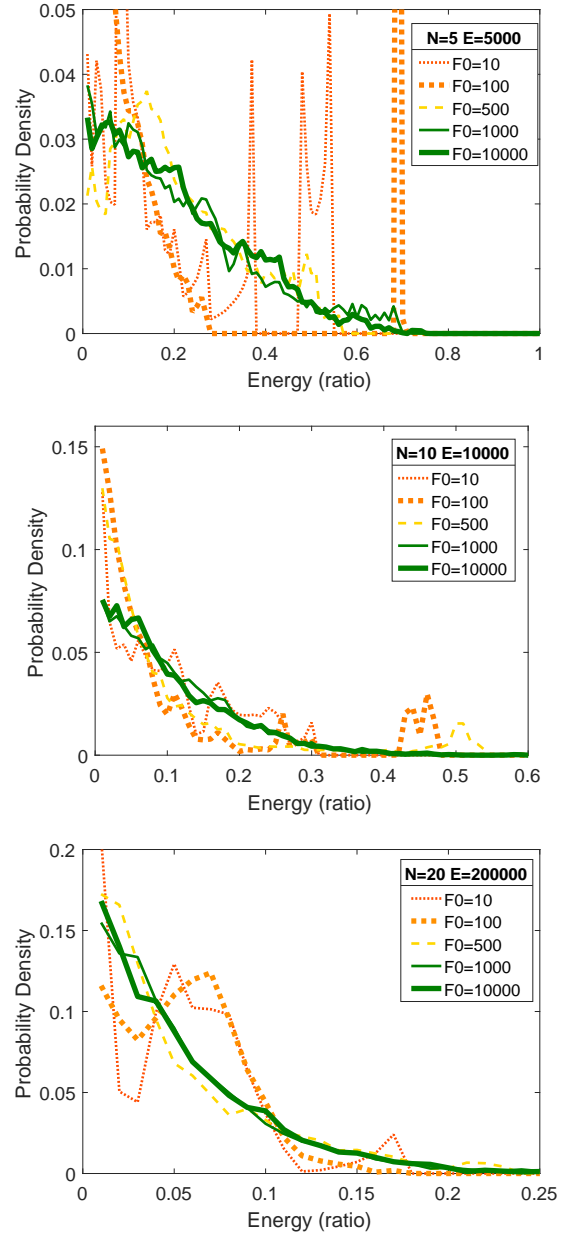 0.05
0.04
0.03
0.02
0.01
0
Probability Density
N=5 E=5000
F0=10
F0=100
F0=500
F0=1000
F0=10000
0 0.2 0.4 0.6 0.8 1
Energy (ratio)
0.15
0.1
0.05
0
Probability Density
N=10 E=10000
F0=10
F0=100
F0=500
F0=1000
F0=10000
0 0.1 0.2 0.3 0.4 0.5 0.6
Energy (ratio)
0.2
0.15
0.1
0.05
0
Probability Density
N=20 E=200000
F0=10
F0=100
F0=500
F0=1000
F0=10000
0.05 0.1 0.15 0.2 0.25
Energy (ratio)